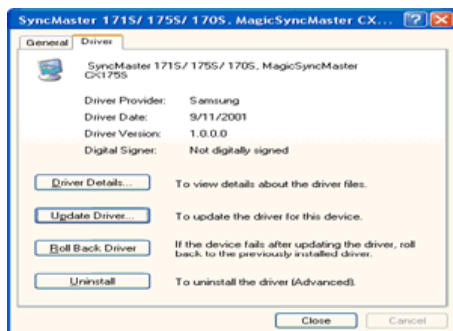 SyncMaster 171S/ 175S/ 170S, MagicSyncMaster CX...
General
Driver
SyncMaster 171S/ 175S/ 170S, MagicSyncMaster
CX175S
Driver Provider: Samsung
Driver Date: 9/11/2001
Driver Version: 1.0.0.0
Digital Signer: Not digitally signed
Driver Details... To view details about the driver files.
Update Driver... To update the driver for this device.
Roll Back Driver If the device fails after updating the driver, roll
back to the previously installed driver.
Uninstall To uninstall the driver (Advanced).
Close Cancel